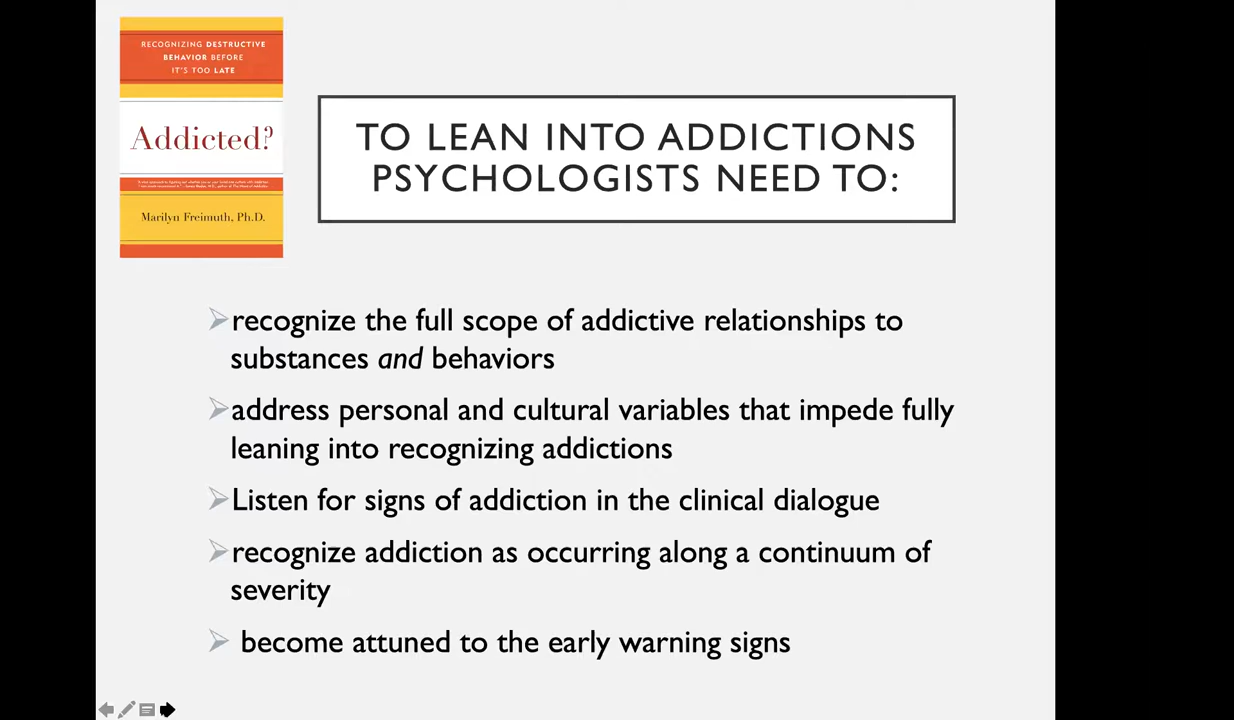 RECOGNIZING DESTRUCTIVE
BEHAVIOR BEFORE
IT'S TOO LATE
Addicted?
Marilyn Freimuth, Ph.D.
TO LEAN INTO ADDICTIONS
PSYCHOLOGISTS NEED TO:
recognize the full scope of addictive relationships to
substances and behaviors
address personal and cultural variables that impede fully
leaning into recognizing addictions
Listen for signs of addiction in the clinical dialogue
recognize addiction as occurring along a continuum of
severity
become attuned to the early warning signs